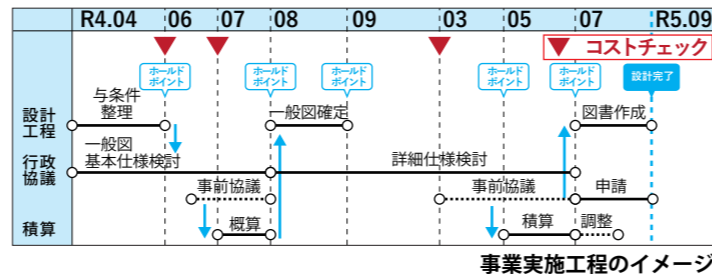 R4.04 06 07 08 09 03 05 07 R5.09
コストチェック
ホールド
ポイント
ホールド
ポイント
ホールド
ポイント
ホールド
ポイント
ホールド
ポイント
設計完了
設計
工程
与条件
整理
一般図確定
図書作成
行政
協議
一般図
基本仕様検討
詳細仕様検討
事前協議
事前協議
申請
積算
概算
積算
調整
事業実施工程のイメージ